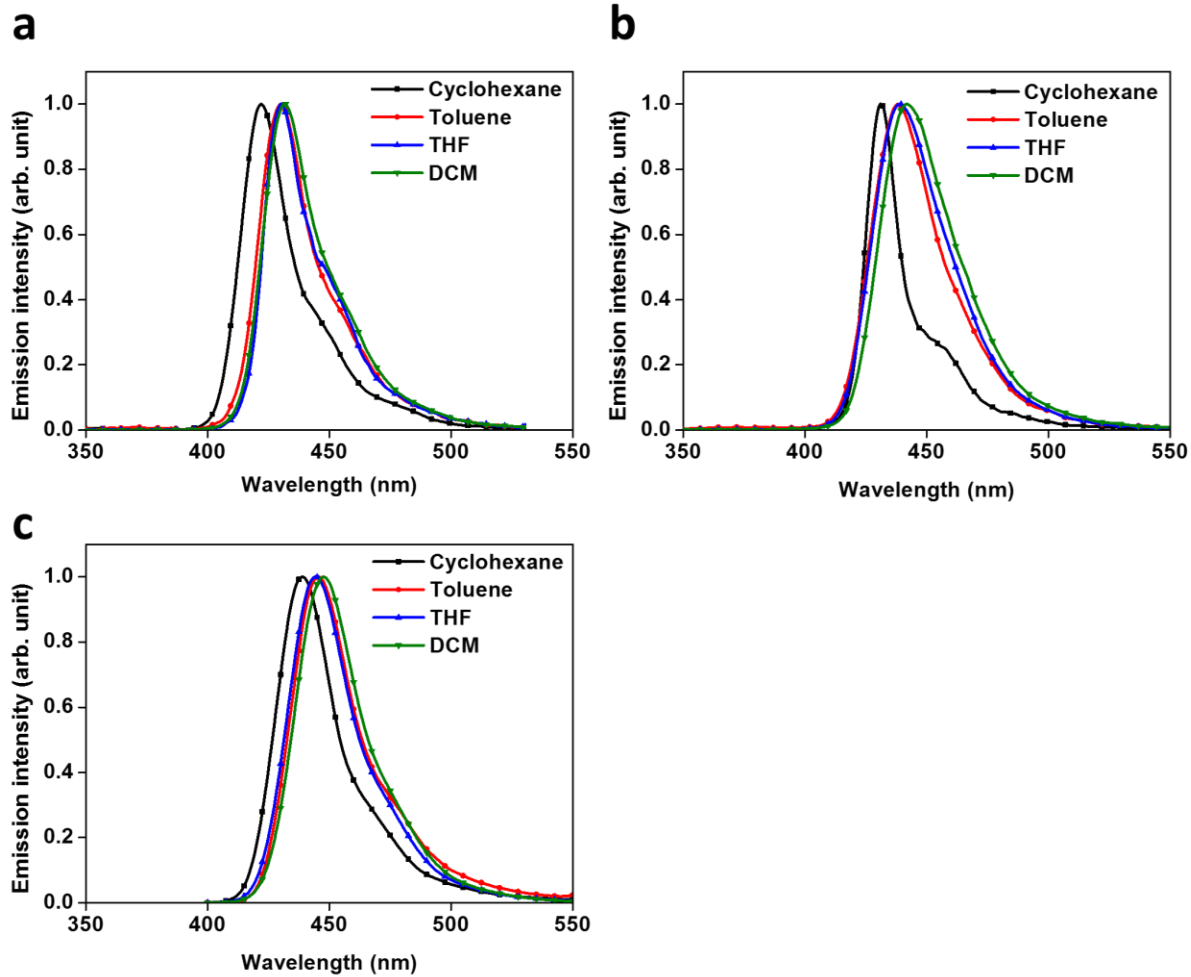 a
Emission intensity (arb. unit)
1.0
0.8
0.6
0.4
0.2
0.0
Cyclohexane
Toluene
THF
DCM
350 400 450 500 550
Wavelength (nm)
b
Emission intensity (arb. unit)
1.0
0.8
0.6
0.4
0.2
0.0
Cyclohexane
Toluene
THF
DCM
350 400 450 500 550
Wavelength (nm)
c
Emission intensity (arb. unit)
1.0
0.8
0.6
0.4
0.2
0.0
Cyclohexane
Toluene
THF
DCM
350 400 450 500 550
Wavelength (nm)